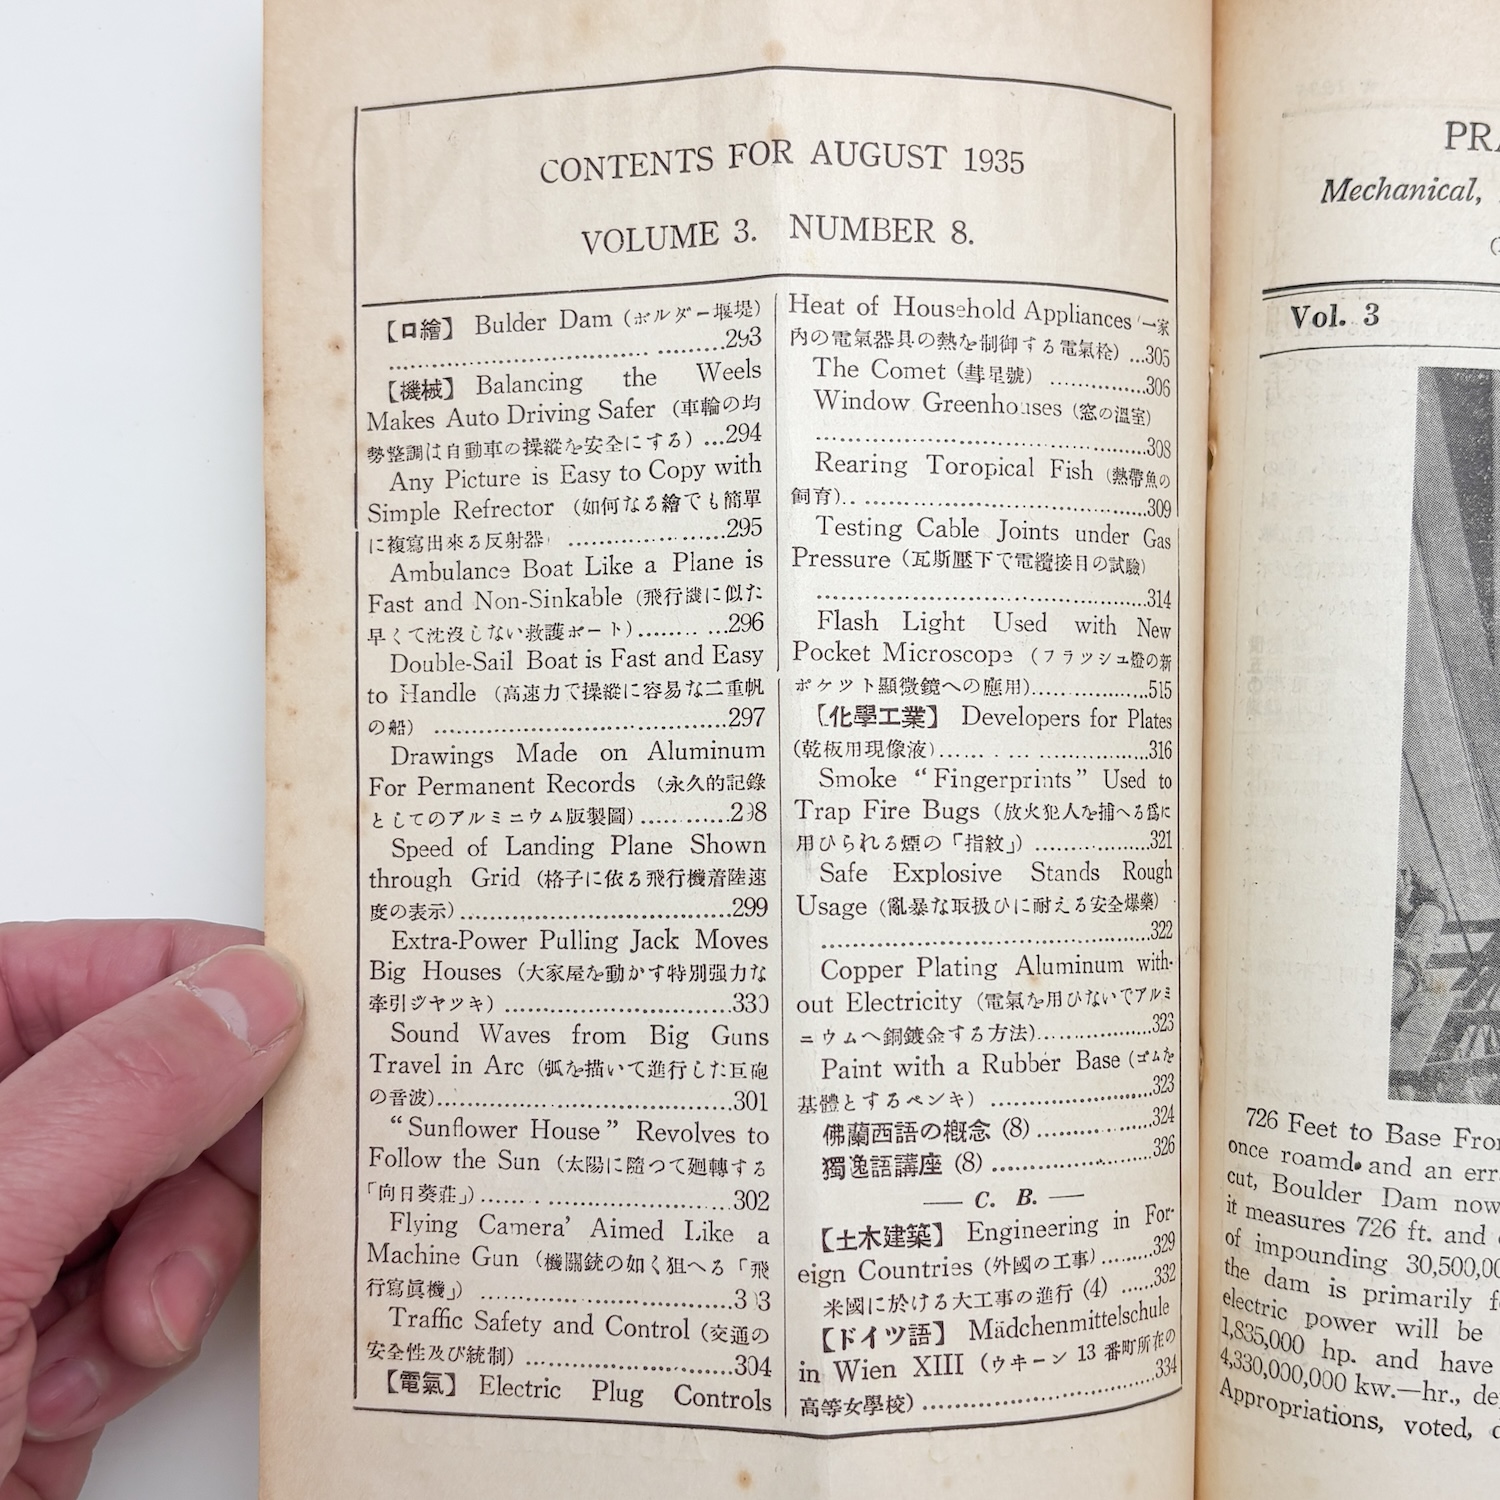 CONTENTS FOR AUGUST 1935
VOLUME 3. NUMBER 8.
【口繪】 Bulder Dam (ボルダー堰堤)
..............................293
【機械】 Balancing the Weels
Makes Auto Driving Safer (車輪の均
勢整調は自動車の操縱を安全にする) ...294
Any Picture is Easy to Copy with
Simple Refrector (如何なる繪でも簡單
に複寫出來る反射器) ..................295
Ambulance Boat Like a Plane is
Fast and Non-Sinkable (飛行機に似た
早くて沈沒しない救護ボート)........ ...296
Double-Sail Boat is Fast and Easy
to Handle (高速力で操縱に容易な二重帆
の船) ..............................297
Drawings Made on Aluminum
For Permanent Records (永久的記錄
としてのアルミニウム版製圖)............298
Speed of Landing Plane Shown
through Grid (格子に依る飛行機着陸速
度の表示)..............................299
Extra-Power Pulling Jack Moves
Big Houses (大家屋を動かす特別强力な
牽引ジヤツキ) ........................330
Sound Waves from Big Guns
Travel in Arc (弧を描いて進行した巨砲
の音波)..............................301
"Sunflower House" Revolves to
Follow the Sun (太陽に隨つて廻轉する
「向日葵莊」)........................302
Flying Camera' Aimed Like a
Machine Gun (機關銃の如く狙へる「飛
行寫眞機」) ........................3 3
Traffic Safety and Control (交通の
安全性及び統制) ........................304
【電氣】 Electric Plug Controls
Heat of Household Appliances (一家
內の電氣器具の熱を制御する電氣栓) ...305
The Comet (彗星號) ............306
Window Greenhouses (窓の溫室)
..............................308
Rearing Toropical Fish (熱帶魚の
飼育).. ..............................309
Testing Cable Joints under Gas
Pressure (瓦斯壓下で電纜接目の試驗)
..............................314
Flash Light Used with New
Pocket Microscope (フラッシュ燈の新
ポケツト顯微鏡への應用)...............515
【化學工業】 Developers for Plates
(乾板用現像液)...... . ... ............316
Smoke "Fingerprints" Used to
Trap Fire Bugs (放火犯人を捕へる爲に
用ひられる煙の「指紋」) ...............321
Safe Explosive Stands Rough
Usage (亂暴な取扱ひに耐える安全爆藥)
..............................322
Copper Plating Aluminum with-
out Electricity (電氣を用ひないでアルミ
ニウムへ銅鍍金する方法)...............323
Paint with a Rubber Base (ゴムを
基體とするペンキ) .....................323
佛蘭西語の槪念 (8) ..................324
獨逸語講座 (8) ........................326
—— C. B. ——
【土木建築】 Engineering in For-
eign Countries (外國の工事) .........329
米國に於ける大工事の進行 (4) ......332
【ドイツ語】 Mädchenmittelschule
in Wien XIII (ウヰーン 13 番町所在の
高等女學校) ........................334
PRA
Mechanical,
Vol. 3
726 Feet to Base Fro
once roamd and an err
cut, Boulder Dam now
it measures 726 ft. and
of impounding 30,500,00
the dam is primarily f
electric power will be
1,835,000 hp. and have
4,330,000,000 kw.—hr., de
Appropriations, voted,